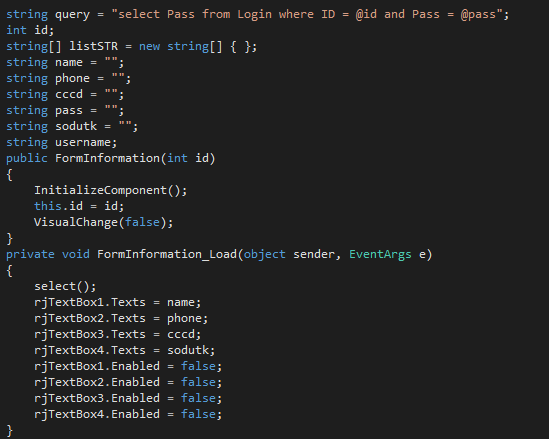 string query = "select Pass from Login where ID = @id and Pass = @pass";
int id;
string[] listSTR = new string[] { };
string name = "";
string phone = "";
string cccd = "";
string pass = "";
string sodutk = "";
string username;
public FormInformation(int id)
{
    InitializeComponent();
    this.id = id;
    VisualChange(false);
}
private void FormInformation_Load(object sender, EventArgs e)
{
    select();
    rjTextBox1.Texts = name;
    rjTextBox2.Texts = phone;
    rjTextBox3.Texts = cccd;
    rjTextBox4.Texts = sodutk;
    rjTextBox1.Enabled = false;
    rjTextBox2.Enabled = false;
    rjTextBox3.Enabled = false;
    rjTextBox4.Enabled = false;
}